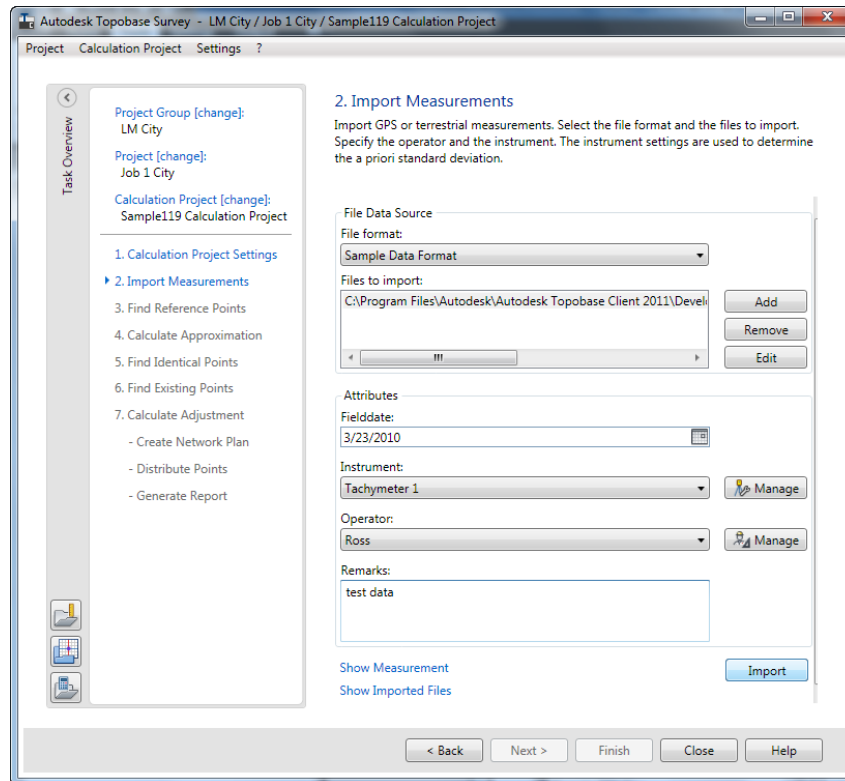 Autodesk Topobase Survey - LM City / Job 1 City / Sample119 Calculation Project
Project Calculation Project Settings ?
Task Overview
Project Group [change]:
LM City
Project [change]:
Job 1 City
Calculation Project [change]:
Sample119 Calculation Project
1. Calculation Project Settings
2. Import Measurements
3. Find Reference Points
4. Calculate Approximation
5. Find Identical Points
6. Find Existing Points
7. Calculate Adjustment
- Create Network Plan
- Distribute Points
- Generate Report
2. Import Measurements
Import GPS or terrestrial measurements. Select the file format and the files to import.
Specify the operator and the instrument. The instrument settings are used to determine
the a priori standard deviation.
File Data Source
File format:
Sample Data Format
Files to import:
C:\Program Files\Autodesk\Autodesk Topobase Client 2011\Devel
Add
Remove
Edit
Attributes
Fielddate:
3/23/2010
Instrument:
Tachymeter 1
Manage
Operator:
Ross
Manage
Remarks:
test data
Show Measurement
Import
Show Imported Files
< Back Next > Finish Close Help